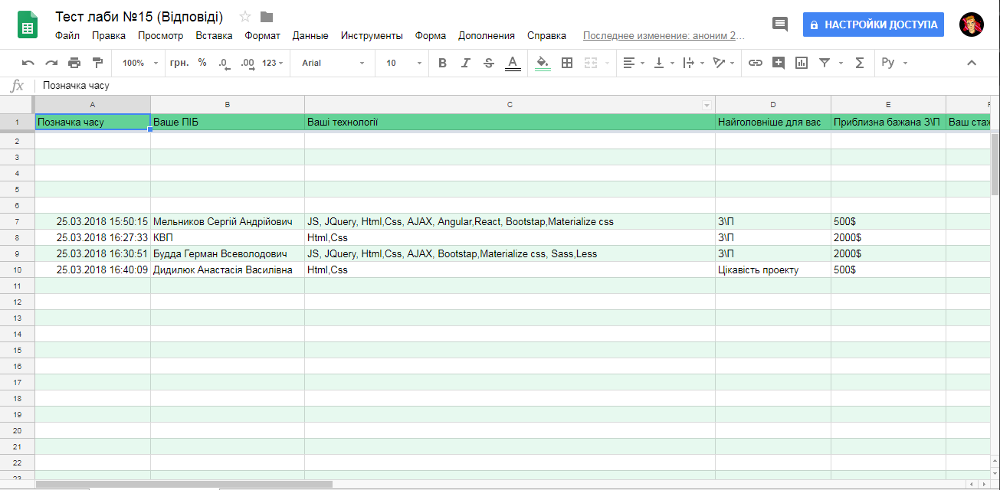 Тест лаби №15 (Відповіді)
НАСТРОЙКИ ДОСТУПА
Файл Правка Просмотр Вставка Формат Данные Инструменты Форма Дополнения Справка Последнее изменение: аноним 2...
100% грн. % .0 .00 123 Arial 10 B I S A Σ Ру
fx Позначка часу
A B C D E F
1 Позначка часу Ваше ПІБ Ваші технології Найголовніше для вас Приблизна бажана З\П Ваш стаж
2
3
4
5
6
7 25.03.2018 15:50:15 Мельников Сергій Андрійович JS, JQuery, Html,Css, AJAX, Angular,React, Bootstap,Materialize css З\П 500$
8 25.03.2018 16:27:33 КВП Html,Css З\П 2000$
9 25.03.2018 16:30:51 Будда Герман Всеволодович JS, JQuery, Html,Css, AJAX, Bootstap,Materialize css, Sass,Less З\П 2000$
10 25.03.2018 16:40:09 Дидилюк Анастасія Василівна Html,Css Цікавість проекту 500$
11
12
13
14
15
16
17
18
19
20
21
22
23